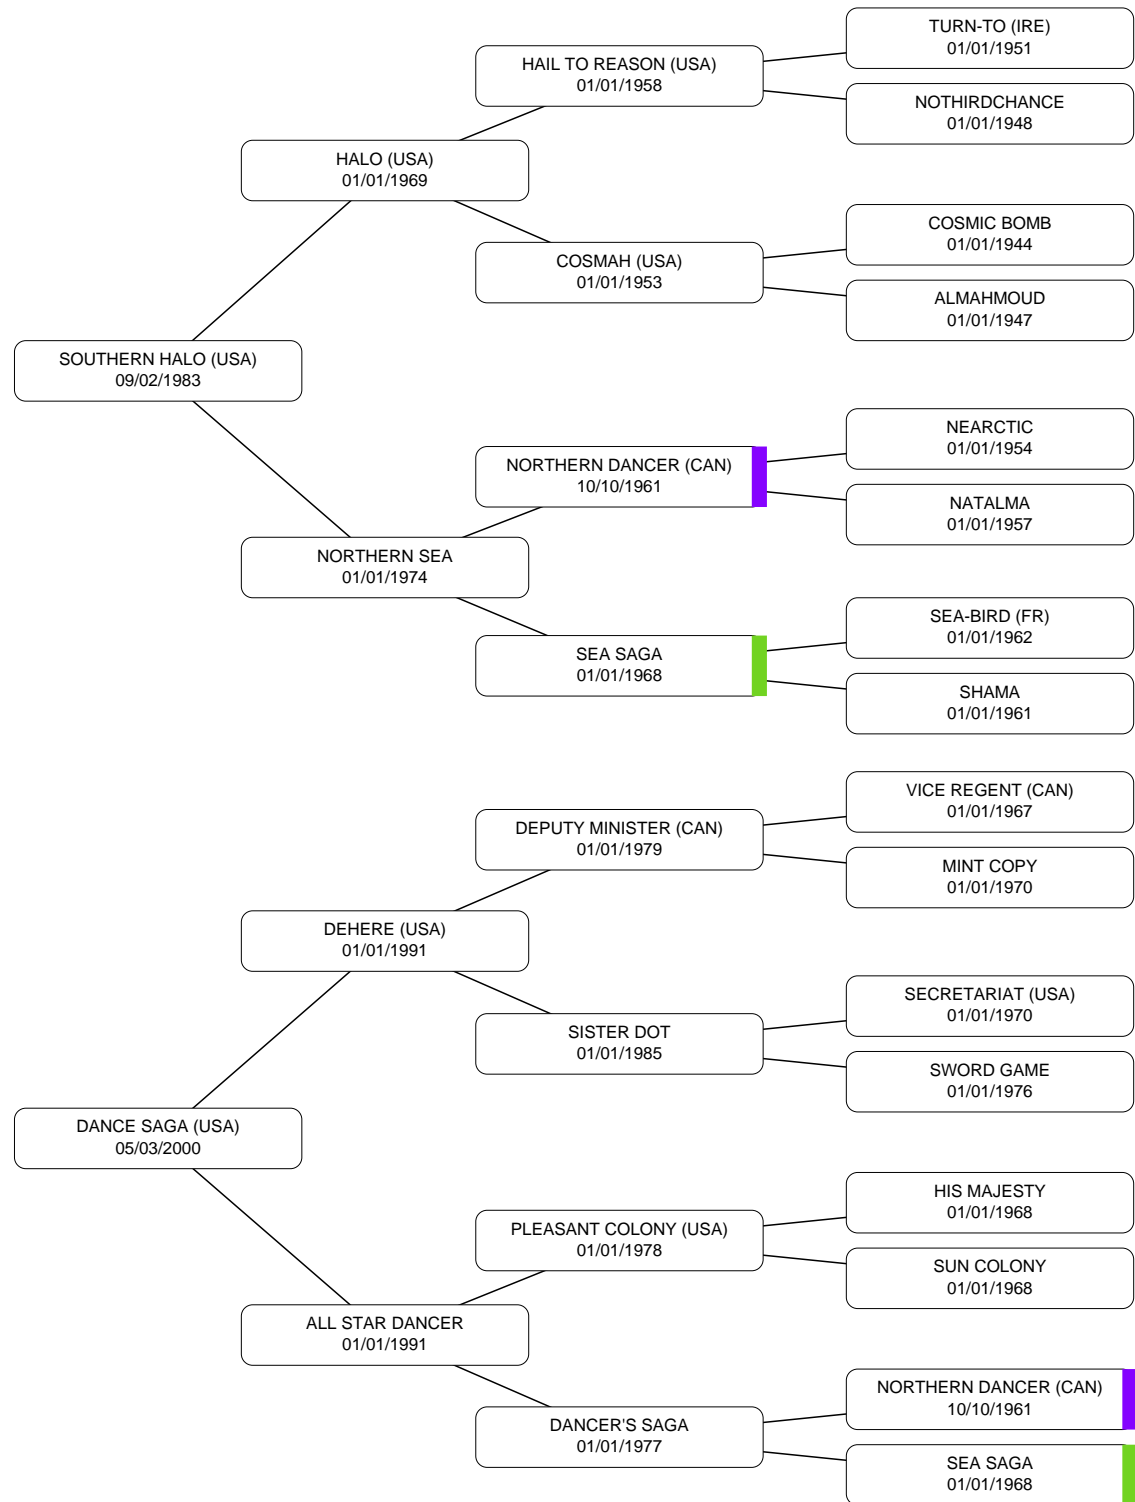 TURN-TO (IRE)
01/01/1951
HAIL TO REASON (USA)
01/01/1958
NOTHIRDCHANCE
01/01/1948
HALO (USA)
01/01/1969
COSMIC BOMB
01/01/1944
COSMAH (USA)
01/01/1953
ALMAHMOUD
01/01/1947
SOUTHERN HALO (USA)
09/02/1983
NEARCTIC
01/01/1954
NORTHERN DANCER (CAN)
10/10/1961
NATALMA
01/01/1957
NORTHERN SEA
01/01/1974
SEA-BIRD (FR)
01/01/1962
SEA SAGA
01/01/1968
SHAMA
01/01/1961
VICE REGENT (CAN)
01/01/1967
DEPUTY MINISTER (CAN)
01/01/1979
MINT COPY
01/01/1970
DEHERE (USA)
01/01/1991
SECRETARIAT (USA)
01/01/1970
SISTER DOT
01/01/1985
SWORD GAME
01/01/1976
DANCE SAGA (USA)
05/03/2000
HIS MAJESTY
01/01/1968
PLEASANT COLONY (USA)
01/01/1978
SUN COLONY
01/01/1968
ALL STAR DANCER
01/01/1991
NORTHERN DANCER (CAN)
10/10/1961
DANCER'S SAGA
01/01/1977
SEA SAGA
01/01/1968